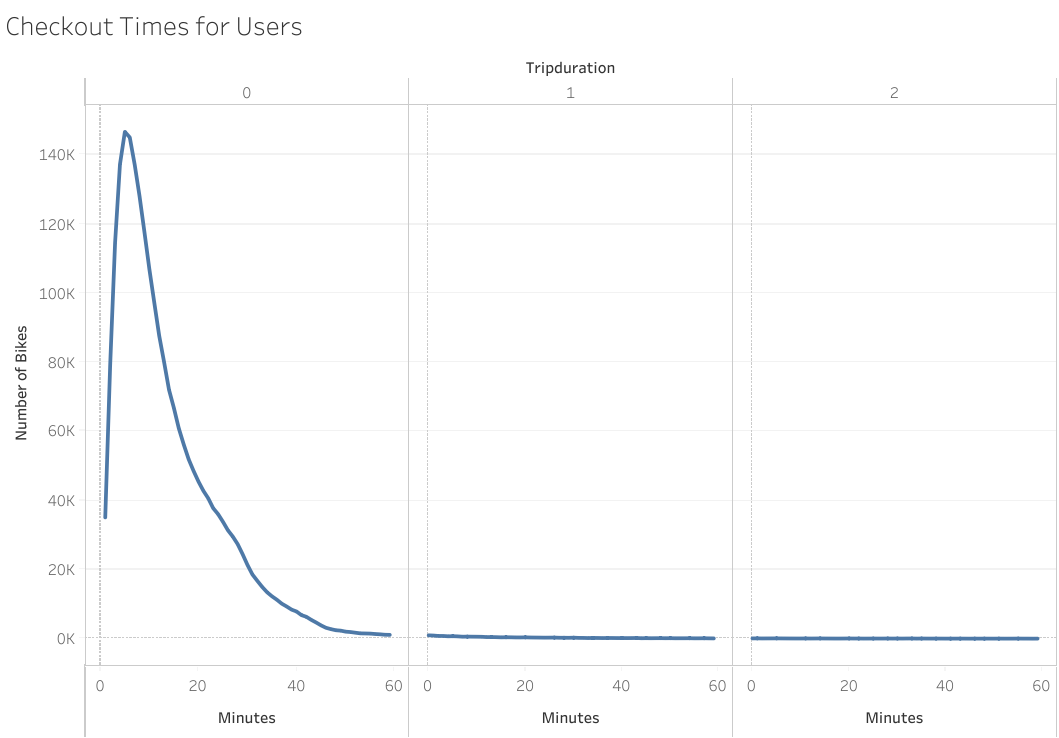 Checkout Times for Users
Tripduration
0 1 2
140K
120K
100K
80K
60K
40K
20K
0K
Number of Bikes
0 20 40 60 0 20 40 60 0 20 40 60
Minutes Minutes Minutes